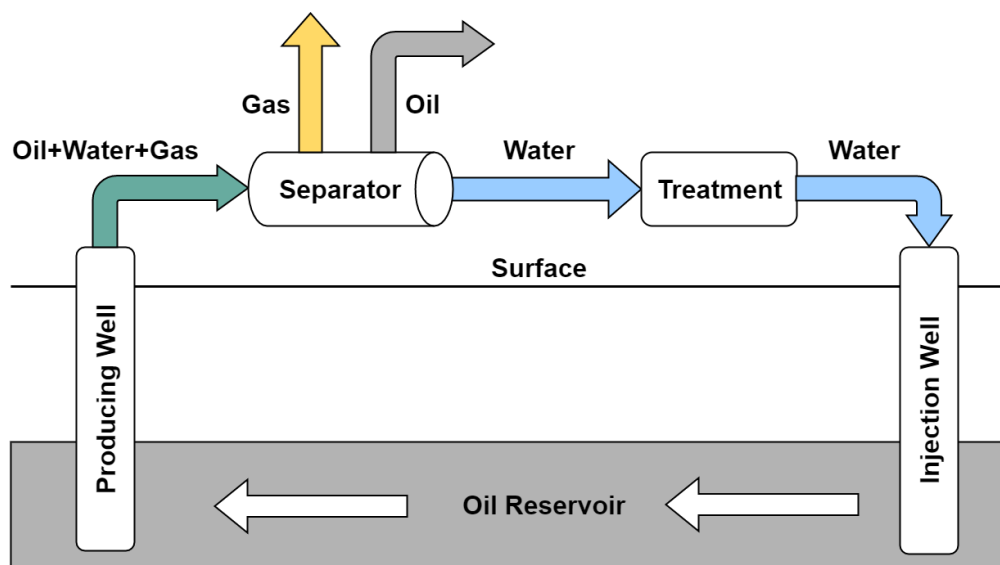 Gas
Oil
Oil+Water+Gas
Water
Water
Separator
Treatment
Surface
Producing Well
Injection Well
Oil Reservoir